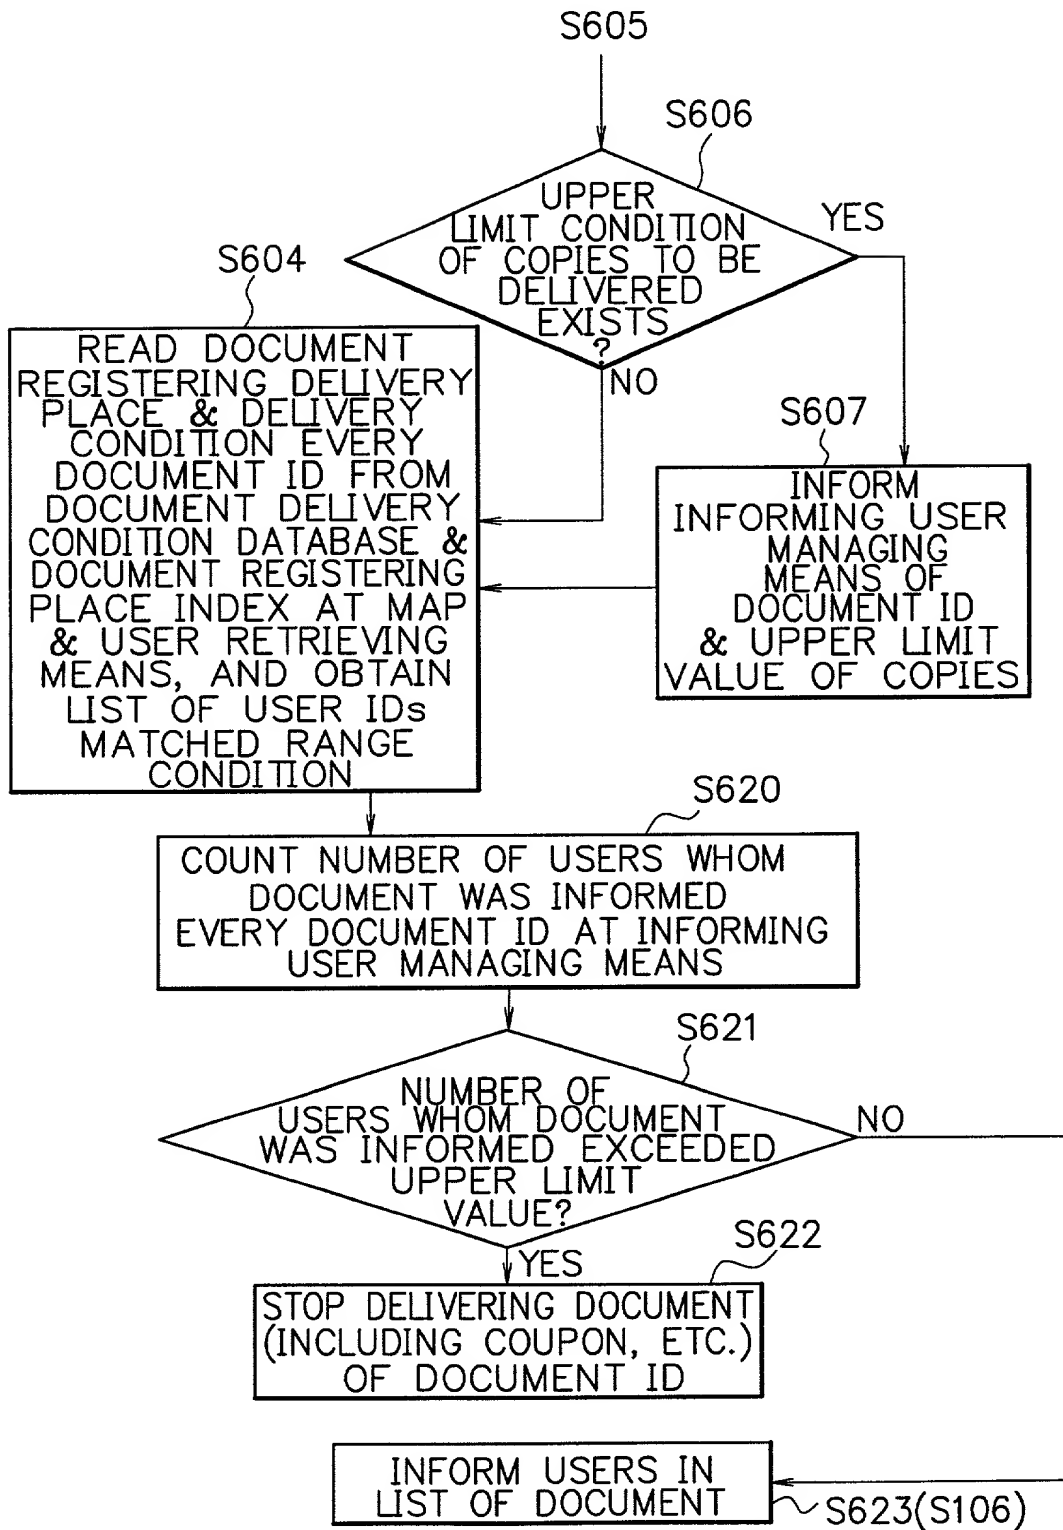 S605
S606
UPPER
LIMIT CONDITION
OF COPIES TO BE
DELIVERED
EXISTS
?
YES
NO
S604
READ DOCUMENT
REGISTERING DELIVERY
PLACE & DELIVERY
CONDITION EVERY
DOCUMENT ID FROM
DOCUMENT DELIVERY
CONDITION DATABASE &
DOCUMENT REGISTERING
PLACE INDEX AT MAP
& USER RETRIEVING
MEANS, AND OBTAIN
LIST OF USER IDs
MATCHED RANGE
CONDITION
S607
INFORM
INFORMING USER
MANAGING
MEANS OF
DOCUMENT ID
& UPPER LIMIT
VALUE OF COPIES
S620
COUNT NUMBER OF USERS WHOM
DOCUMENT WAS INFORMED
EVERY DOCUMENT ID AT INFORMING
USER MANAGING MEANS
S621
NUMBER OF
USERS WHOM DOCUMENT
WAS INFORMED EXCEEDED
UPPER LIMIT
VALUE?
NO
YES
S622
STOP DELIVERING DOCUMENT
(INCLUDING COUPON, ETC.)
OF DOCUMENT ID
INFORM USERS IN
LIST OF DOCUMENT
S623(S106)